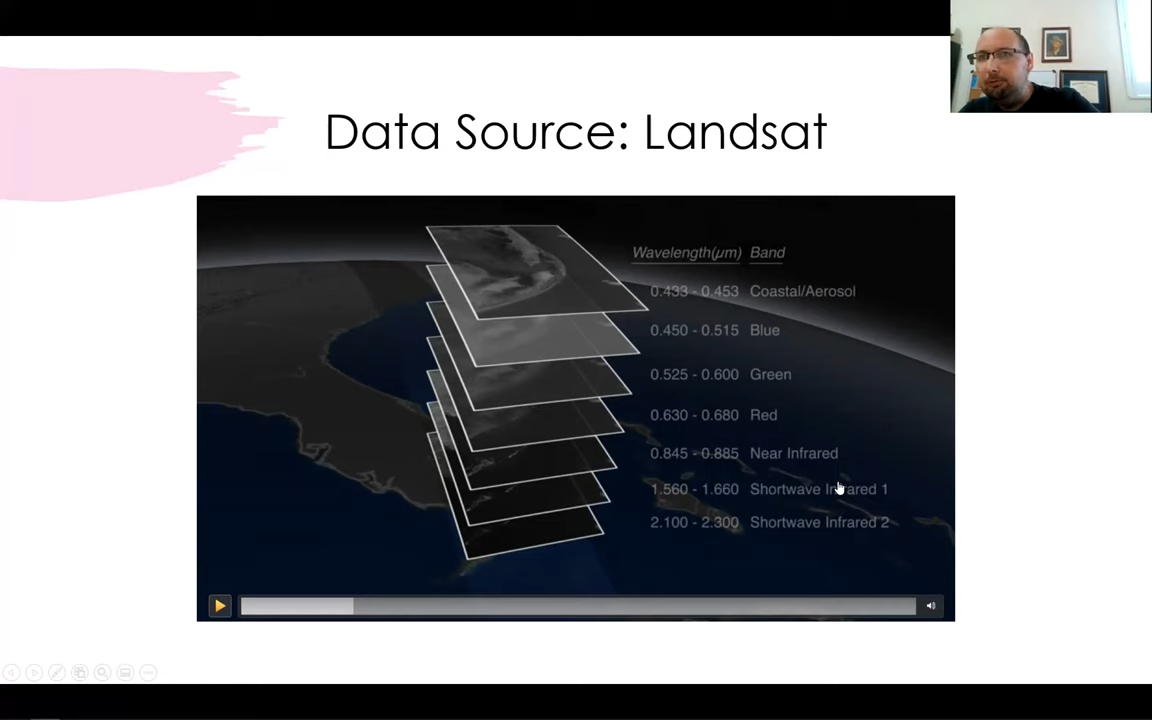 Data Source: Landsat
Wavelength(µm) Band
0.433 - 0.453 Coastal/Aerosol
0.450 - 0.515 Blue
0.525 - 0.600 Green
0.630 - 0.680 Red
0.845 - 0.885 Near Infrared
1.560 - 1.660 Shortwave Infrared 1
2.100 - 2.300 Shortwave Infrared 2